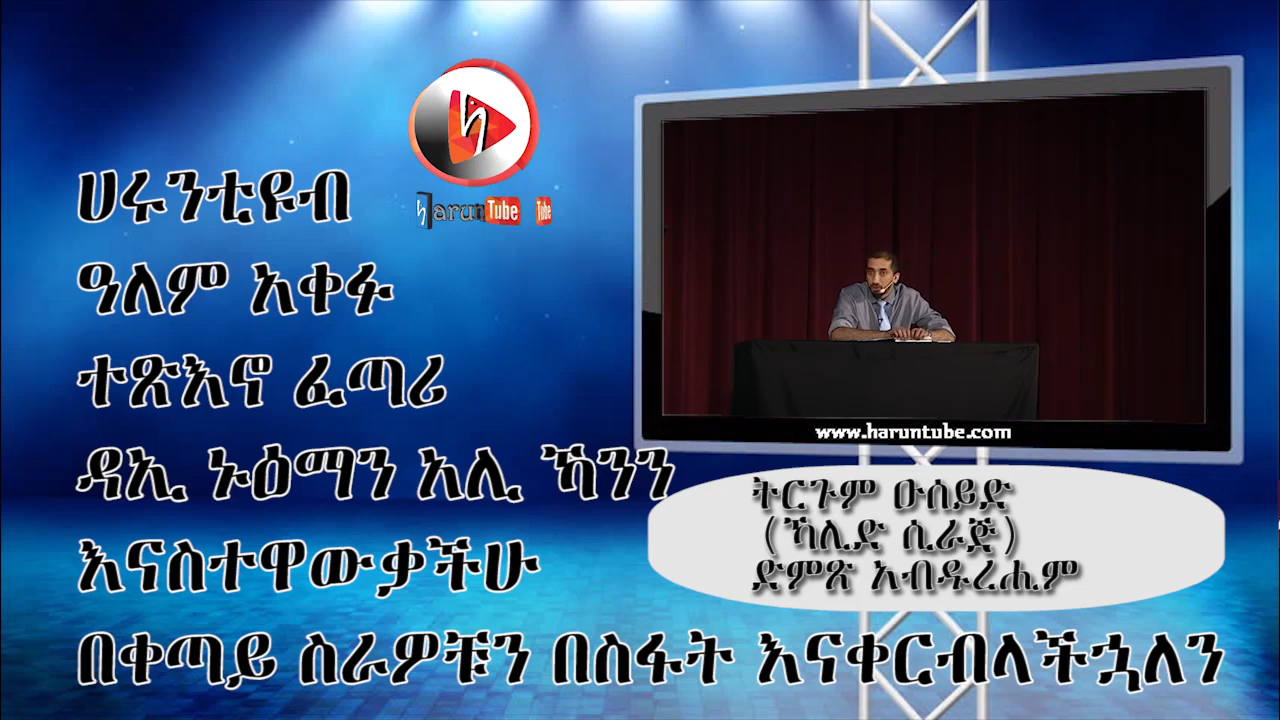 ሀሩንቲዩብ
ዓለም አቀፉ
ተጽእኖ ፈጣሪ
ዳኢ ኑዕማን አሊ ኻንን
እናስተዋውቃችሁ
በቀጣይ ስራዎቹን በስፋት እናቀርብላችኋለን
ሀ
harunTube Tube
www.haruntube.com
ትርጉም ዑሰይድ
(ኻሊድ ሲራጅ)
ድምጽ አብዱረሒም